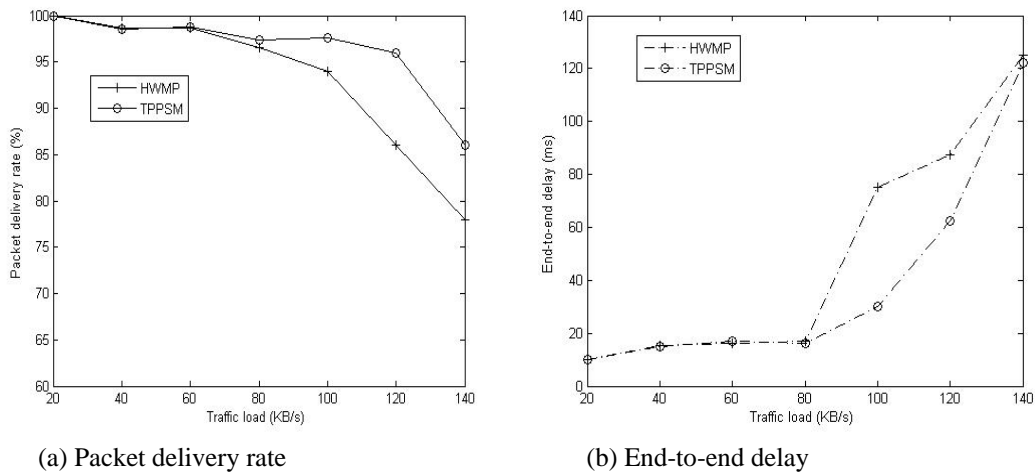 100
95
90
85
80
75
70
65
60
Packet delivery rate (%)
HWMP
TPPSM
20 40 60 80 100 120 140
Traffic load (KB/s)
(a) Packet delivery rate
140
120
100
80
60
40
20
0
End-to-end delay (ms)
HWMP
TPPSM
20 40 60 80 100 120 140
Traffic load (KB/s)
(b) End-to-end delay